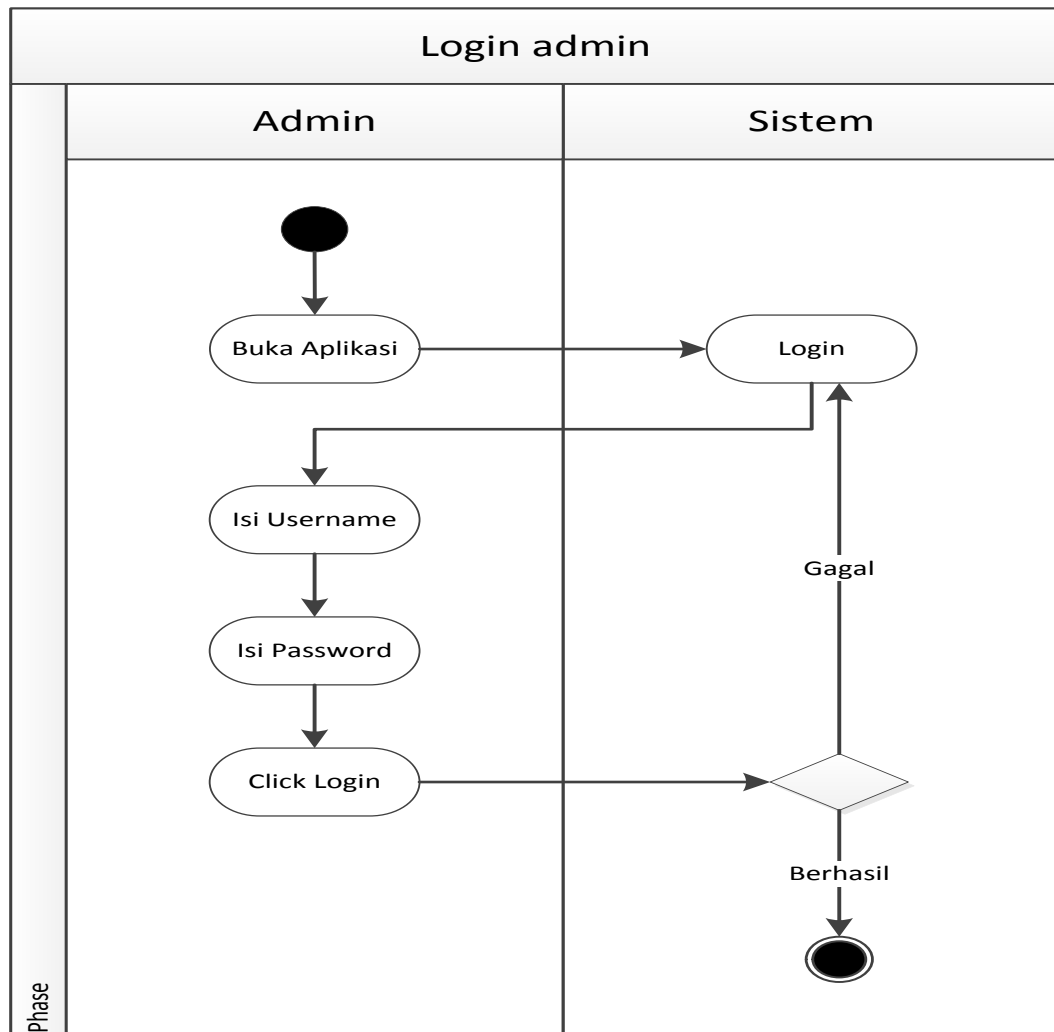 Login admin
Admin
Sistem
Buka Aplikasi
Login
Isi Username
Gagal
Isi Password
Click Login
Berhasil
Phase